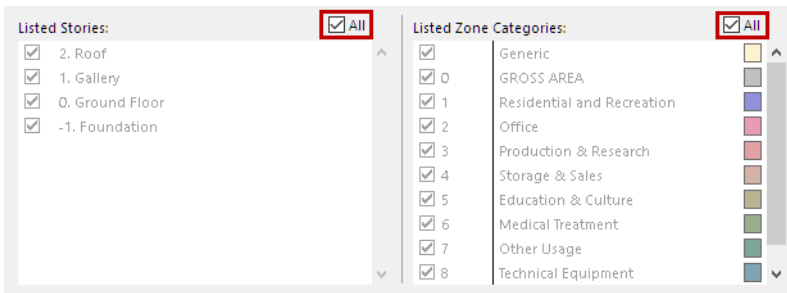 Listed Stories:
All
2. Roof
1. Gallery
0. Ground Floor
-1. Foundation
Listed Zone Categories:
All
Generic
0 GROSS AREA
1 Residential and Recreation
2 Office
3 Production & Research
4 Storage & Sales
5 Education & Culture
6 Medical Treatment
7 Other Usage
8 Technical Equipment